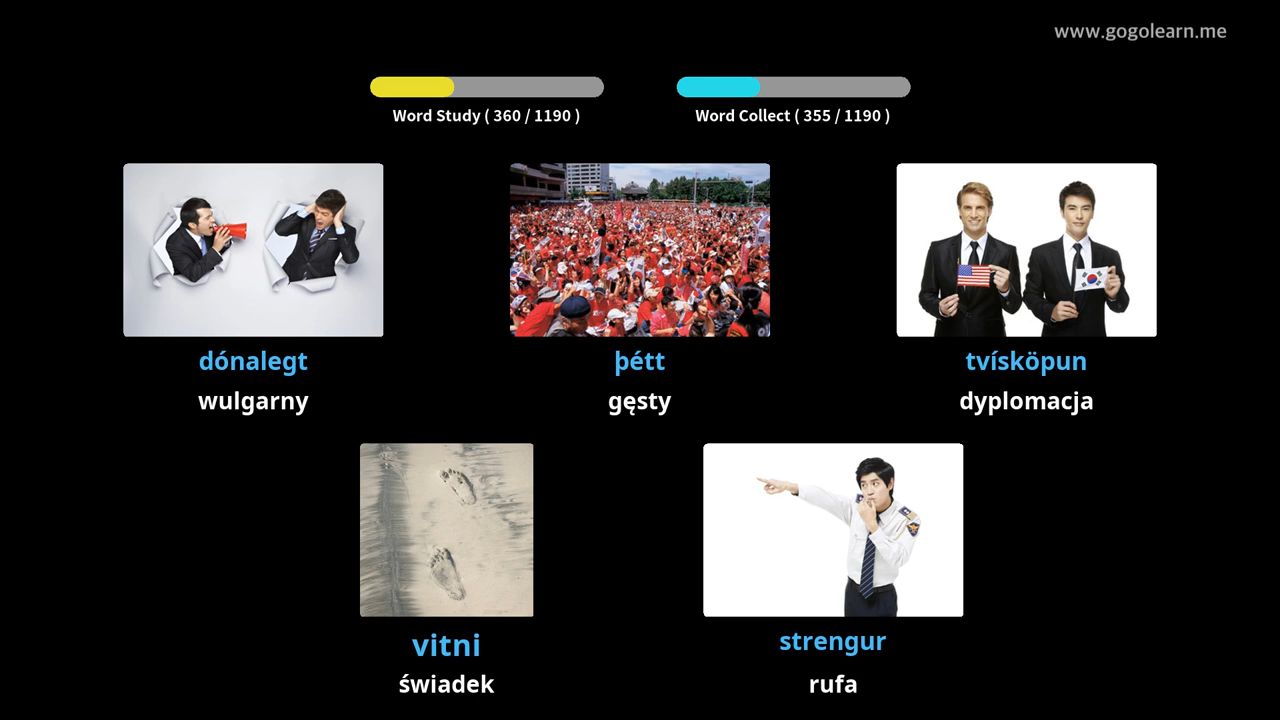 www.gogolearn.me
Word Study ( 360 / 1190 )
Word Collect ( 355 / 1190 )
dónalegt
þétt
tvísköpun
wulgarny
gęsty
dyplomacja
vitni
strengur
świadek
rufa